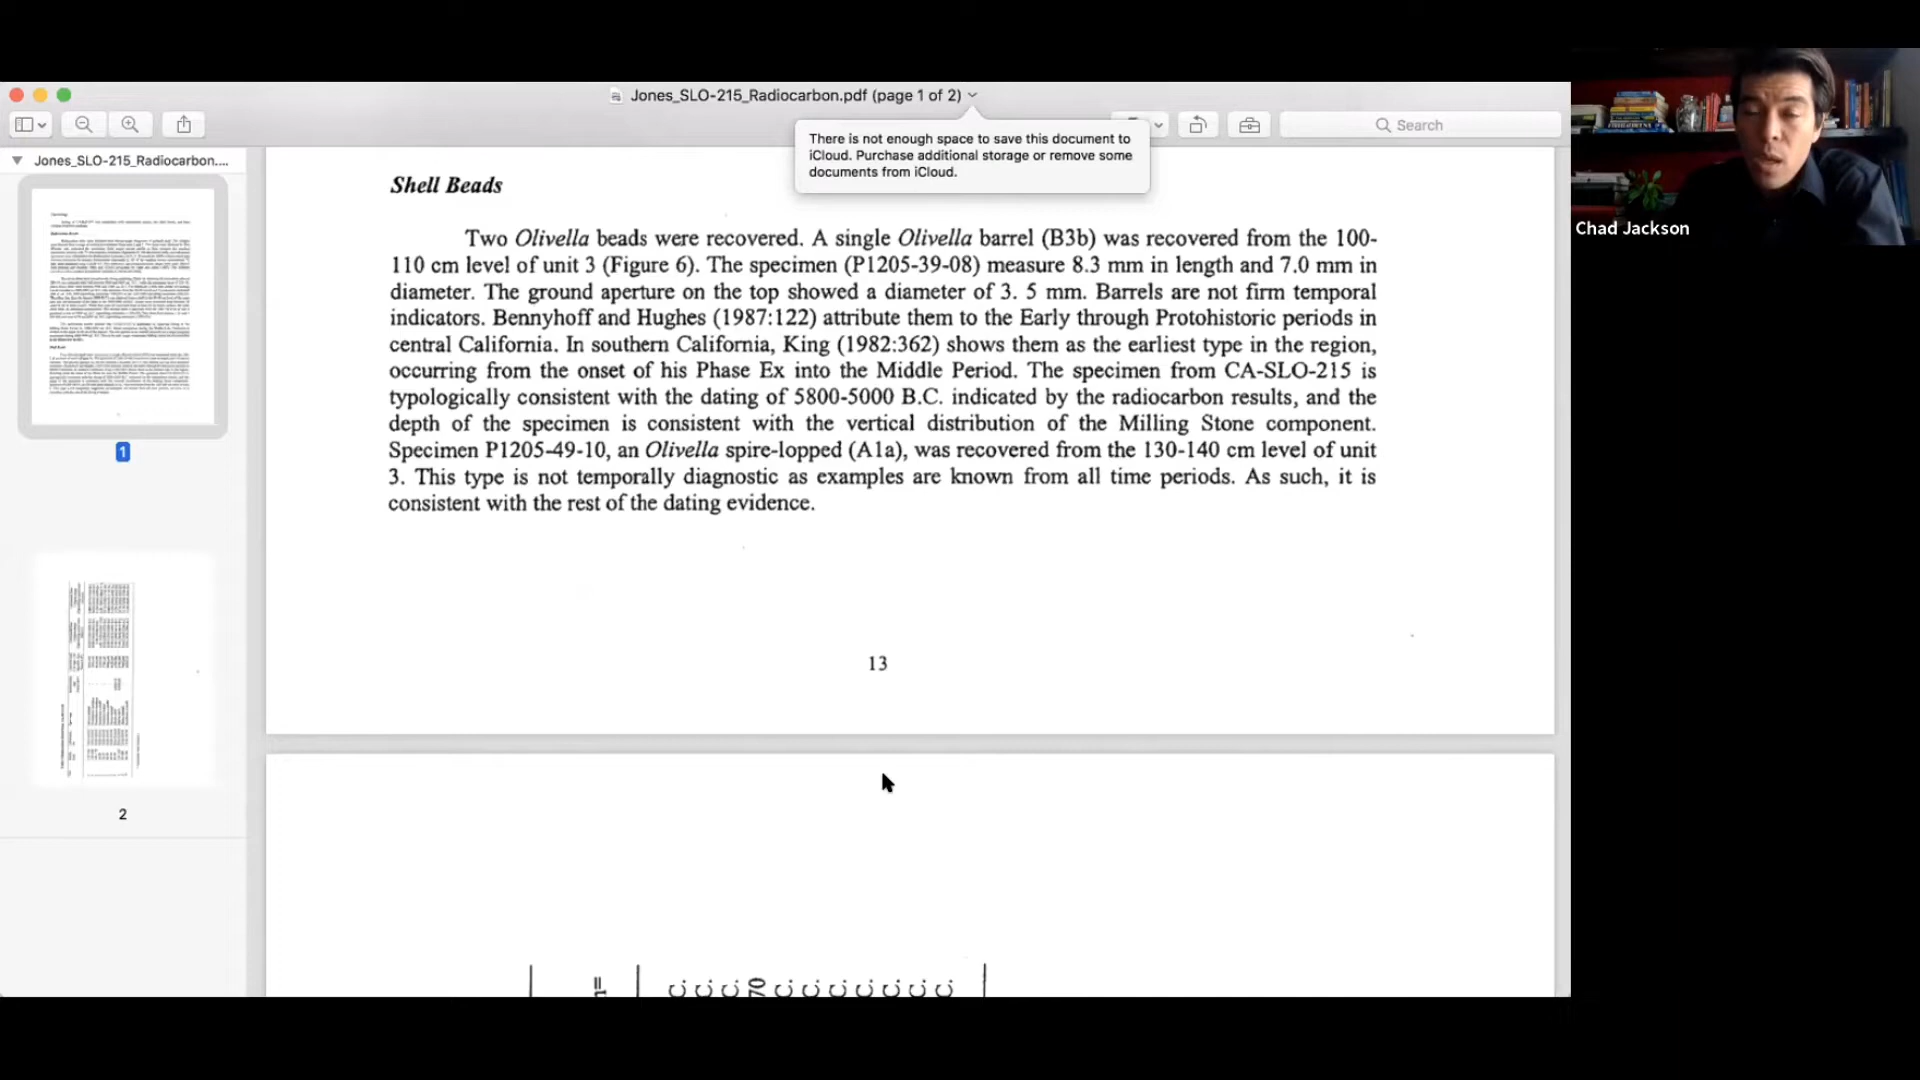 Jones_SLO-215_Radiocarbon.pdf (page 1 of 2)
Search
There is not enough space to save this document to
iCloud. Purchase additional storage or remove some
documents from iCloud.
Jones_SLO-215_Radiocarbon....
1
2
Shell Beads
Two Olivella beads were recovered. A single Olivella barrel (B3b) was recovered from the 100-
110 cm level of unit 3 (Figure 6). The specimen (P1205-39-08) measure 8.3 mm in length and 7.0 mm in
diameter. The ground aperture on the top showed a diameter of 3. 5 mm. Barrels are not firm temporal
indicators. Bennyhoff and Hughes (1987:122) attribute them to the Early through Protohistoric periods in
central California. In southern California, King (1982:362) shows them as the earliest type in the region,
occurring from the onset of his Phase Ex into the Middle Period. The specimen from CA-SLO-215 is
typologically consistent with the dating of 5800-5000 B.C. indicated by the radiocarbon results, and the
depth of the specimen is consistent with the vertical distribution of the Milling Stone component.
Specimen P1205-49-10, an Olivella spire-lopped (A1a), was recovered from the 130-140 cm level of unit
3. This type is not temporally diagnostic as examples are known from all time periods. As such, it is
consistent with the rest of the dating evidence.
13
Chad Jackson